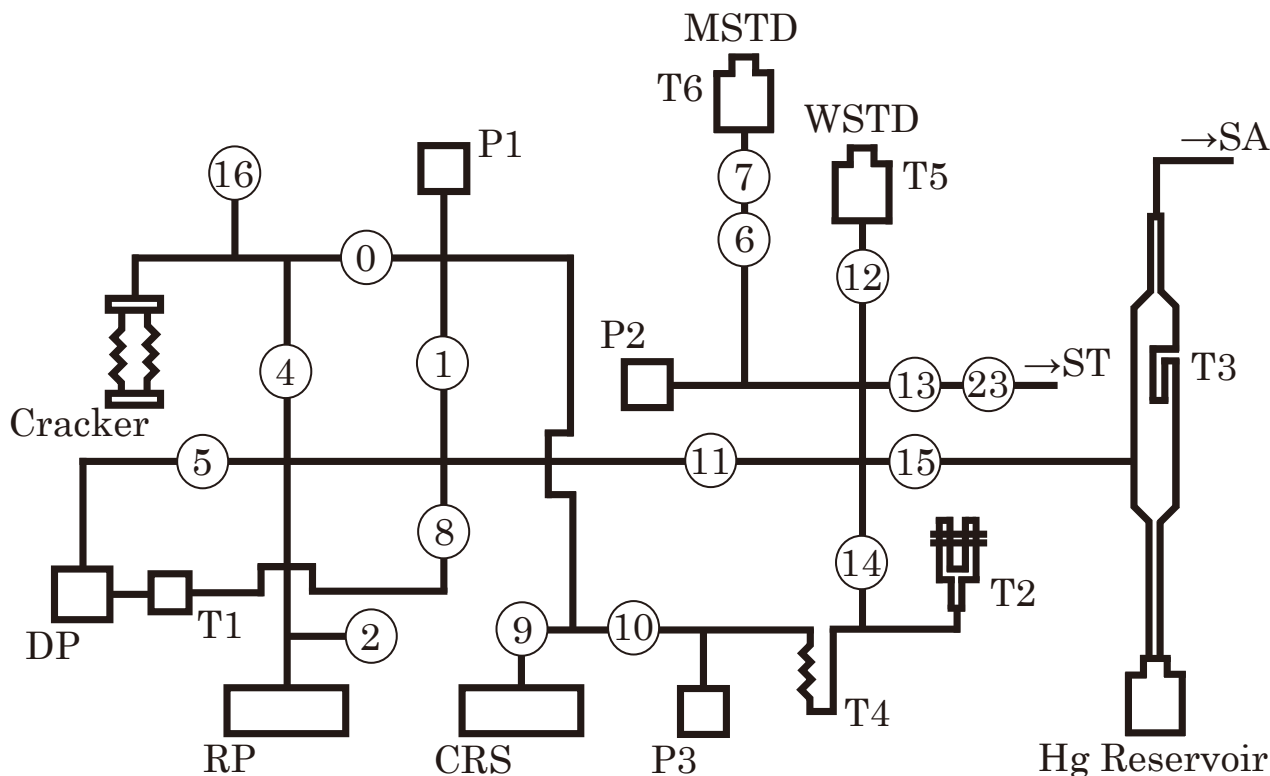 MSTD
T6
WSTD
→SA
P1
16
7
T5
6
0
12
P2
→ST
4
1
13
23
T3
Cracker
5
11
15
8
14
T2
T1
DP
2
9
10
T4
RP
CRS
P3
Hg Reservoir